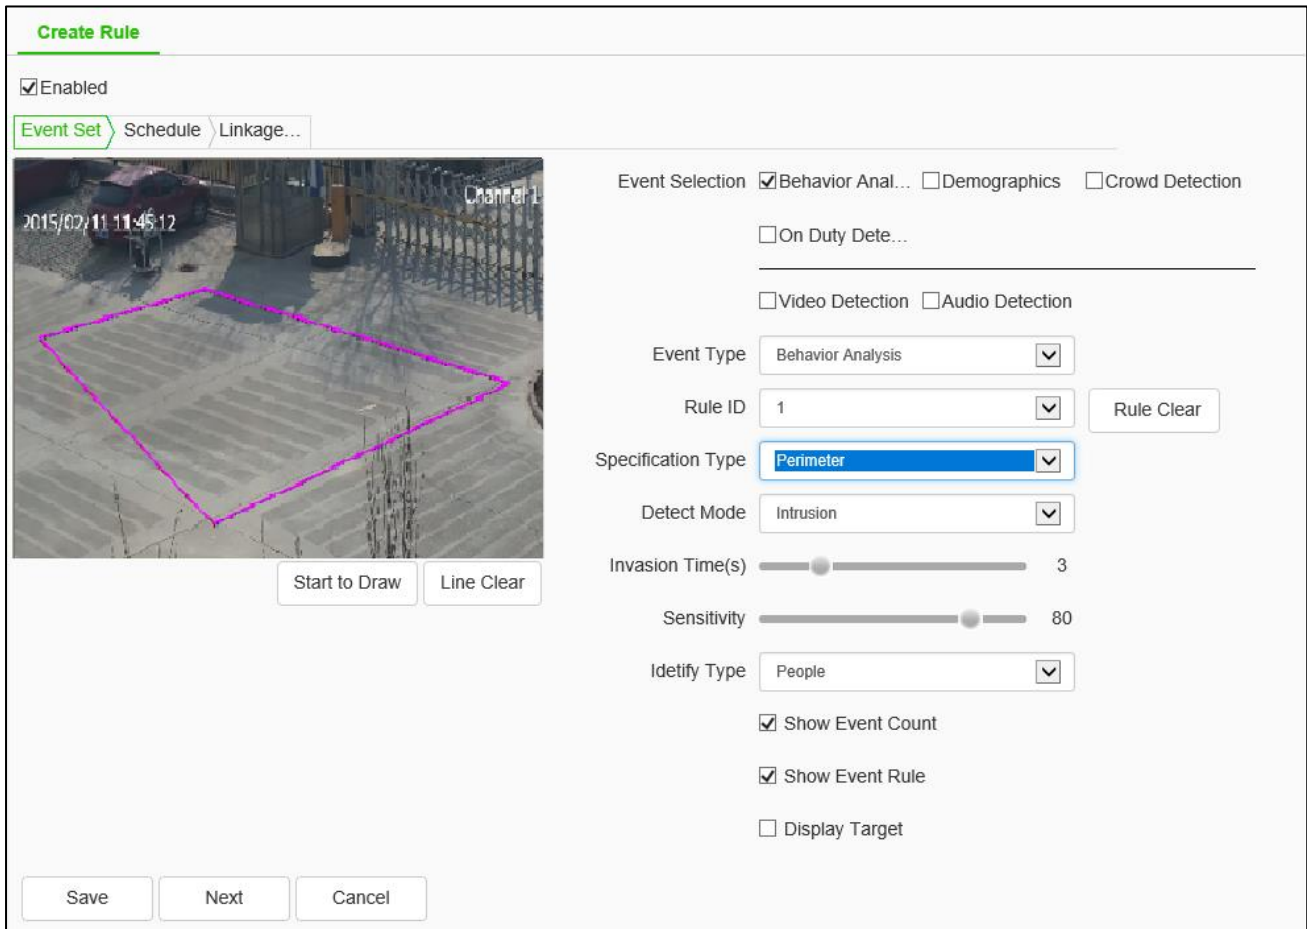 Create Rule
Enabled
Event Set
Schedule
Linkage...
Channel 1
2015/02/11 11:45:12
Start to Draw
Line Clear
Event Selection
Behavior Anal...
Demographics
Crowd Detection
On Duty Dete...
Video Detection
Audio Detection
Event Type
Behavior Analysis
Rule ID
1
Rule Clear
Specification Type
Perimeter
Detect Mode
Intrusion
Invasion Time(s)
3
Sensitivity
80
Idetify Type
People
Show Event Count
Show Event Rule
Display Target
Save
Next
Cancel